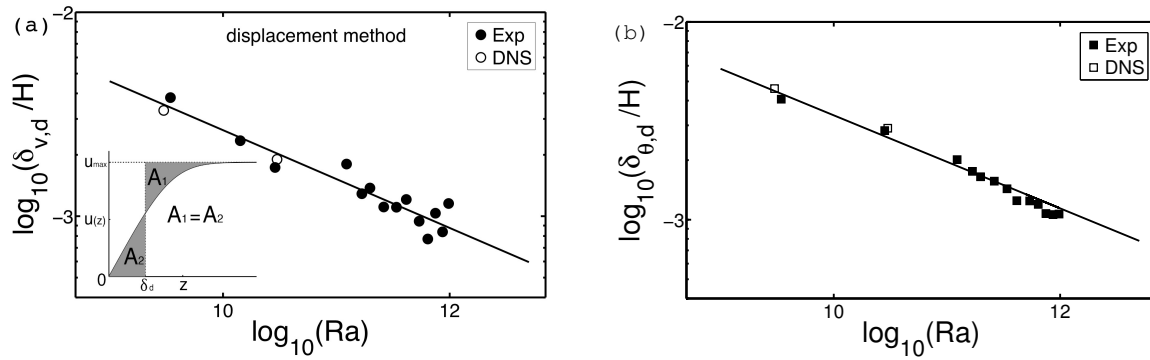 (a)
-2
displacement method
Exp
DNS
log10(δv,d /H)
umax
A1
u(z)
A1=A2
A2
0
δd
z
-3
10
12
log10(Ra)
(b)
-2
Exp
DNS
log10(δθ,d /H)
-3
10
12
log10(Ra)